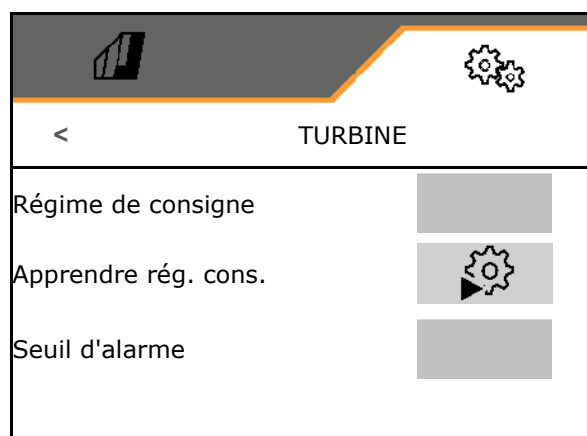 < TURBINE
Régime de consigne
Apprendre rég. cons.
Seuil d'alarme